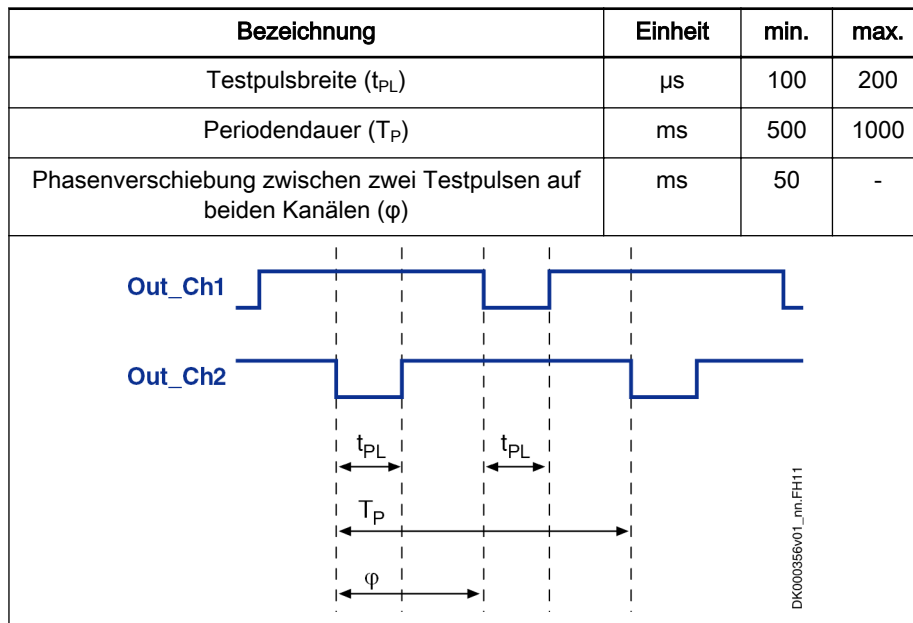 Bezeichnung Einheit min. max.
Testpulsbreite (tPL) µs 100 200
Periodendauer (TP) ms 500 1000
Phasenverschiebung zwischen zwei Testpulsen auf
beiden Kanälen (φ) ms 50 -
Out_Ch1
Out_Ch2
tPL tPL
TP
φ
DK000356v01_nn.FH11